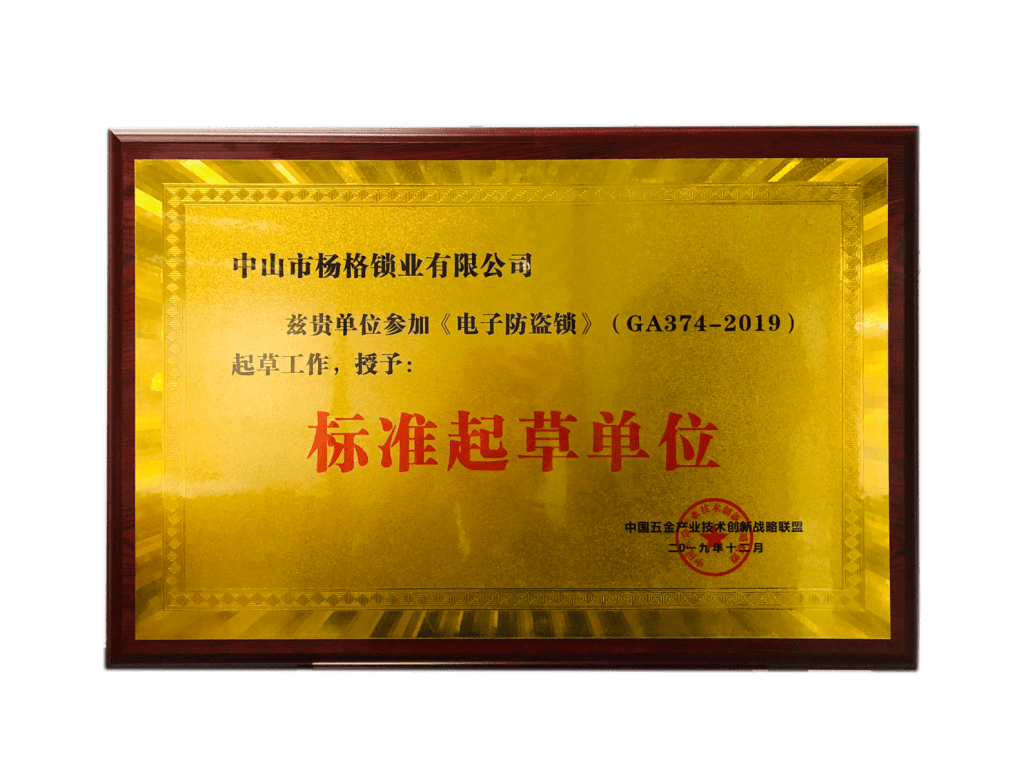 中山市杨格锁业有限公司
兹贵单位参加《电子防盗锁》（GA374-2019）
起草工作，授予：
标准起草单位
中国五金产业技术创新战略联盟
二0一九年十二月